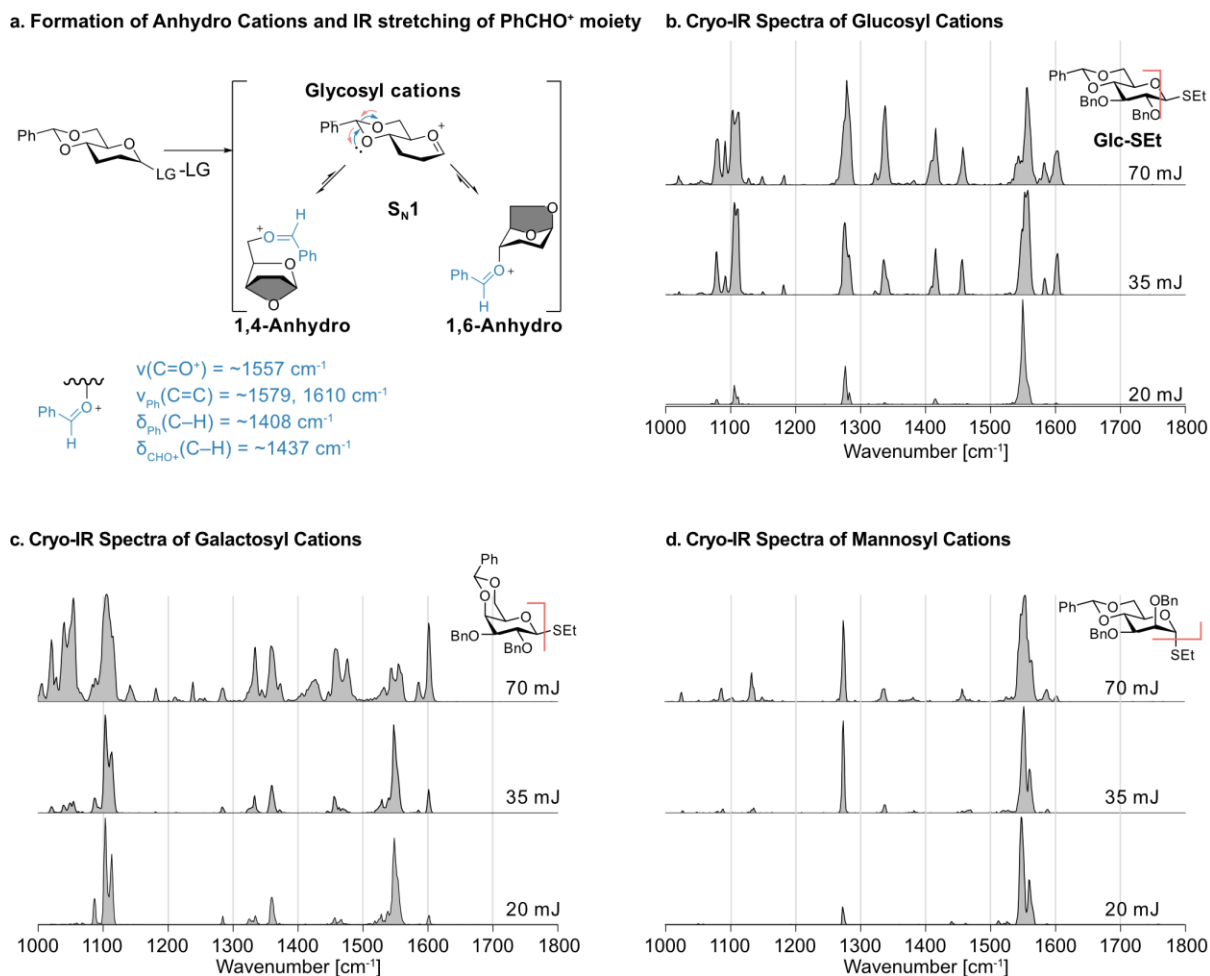 a. Formation of Anhydro Cations and IR stretching of PhCHO⁺ moiety
Glycosyl cations
Ph
O
O
O
+
Ph
O
O
O
LG-LG
S_N1
H
+
O
Ph
O
O
1,4-Anhydro
O
O
Ph
O
+
H
1,6-Anhydro
Ph
O
+
H
ν(C=O⁺) = ~1557 cm⁻¹
ν_Ph(C=C) = ~1579, 1610 cm⁻¹
δ_Ph(C–H) = ~1408 cm⁻¹
δ_CHO+(C–H) = ~1437 cm⁻¹
b. Cryo-IR Spectra of Glucosyl Cations
Ph
O
O
O
BnO
SEt
BnO
Glc-SEt
70 mJ
35 mJ
20 mJ
1000 1100 1200 1300 1400 1500 1600 1700 1800
Wavenumber [cm⁻¹]
c. Cryo-IR Spectra of Galactosyl Cations
Ph
O
O
O
BnO
SEt
BnO
70 mJ
35 mJ
20 mJ
1000 1100 1200 1300 1400 1500 1600 1700 1800
Wavenumber [cm⁻¹]
d. Cryo-IR Spectra of Mannosyl Cations
Ph
O
O
OBn
O
BnO
SEt
70 mJ
35 mJ
20 mJ
1000 1100 1200 1300 1400 1500 1600 1700 1800
Wavenumber [cm⁻¹]